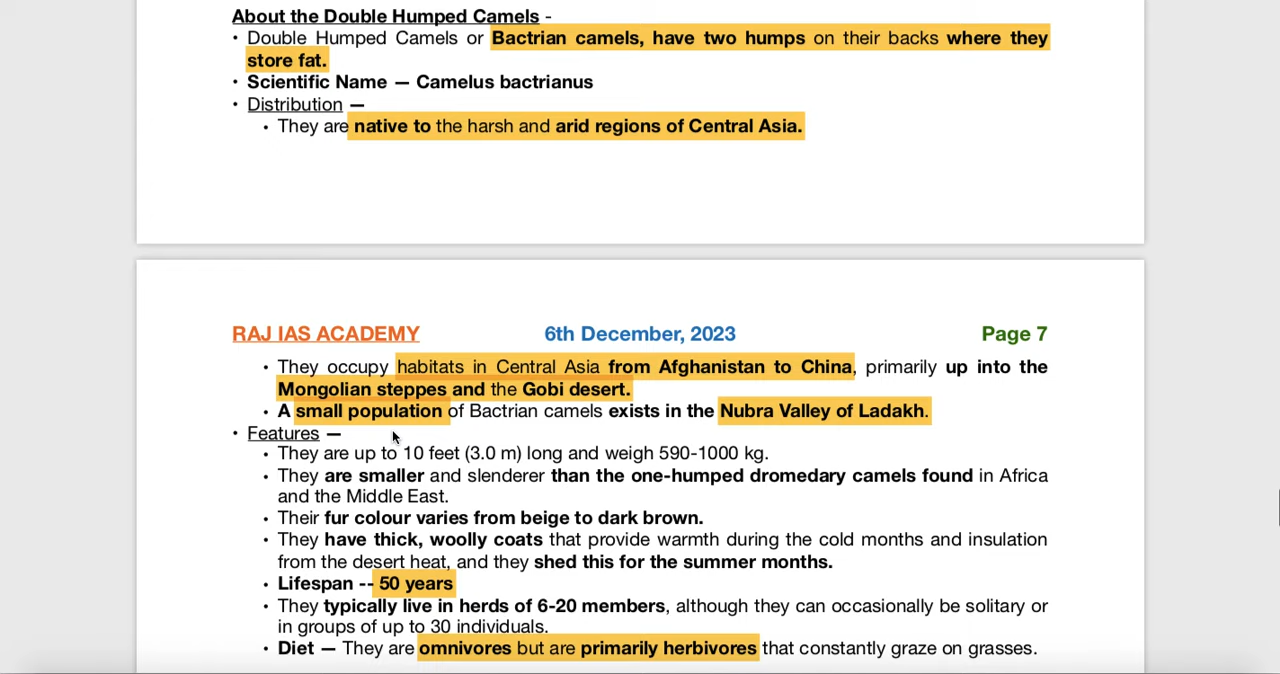 About the Double Humped Camels -
• Double Humped Camels or Bactrian camels, have two humps on their backs where they
store fat.
• Scientific Name — Camelus bactrianus
• Distribution —
• They are native to the harsh and arid regions of Central Asia.
RAJ IAS ACADEMY 6th December, 2023 Page 7
• They occupy habitats in Central Asia from Afghanistan to China, primarily up into the
Mongolian steppes and the Gobi desert.
• A small population of Bactrian camels exists in the Nubra Valley of Ladakh.
• Features —
• They are up to 10 feet (3.0 m) long and weigh 590-1000 kg.
• They are smaller and slenderer than the one-humped dromedary camels found in Africa
and the Middle East.
• Their fur colour varies from beige to dark brown.
• They have thick, woolly coats that provide warmth during the cold months and insulation
from the desert heat, and they shed this for the summer months.
• Lifespan -- 50 years
• They typically live in herds of 6-20 members, although they can occasionally be solitary or
in groups of up to 30 individuals.
• Diet — They are omnivores but are primarily herbivores that constantly graze on grasses.